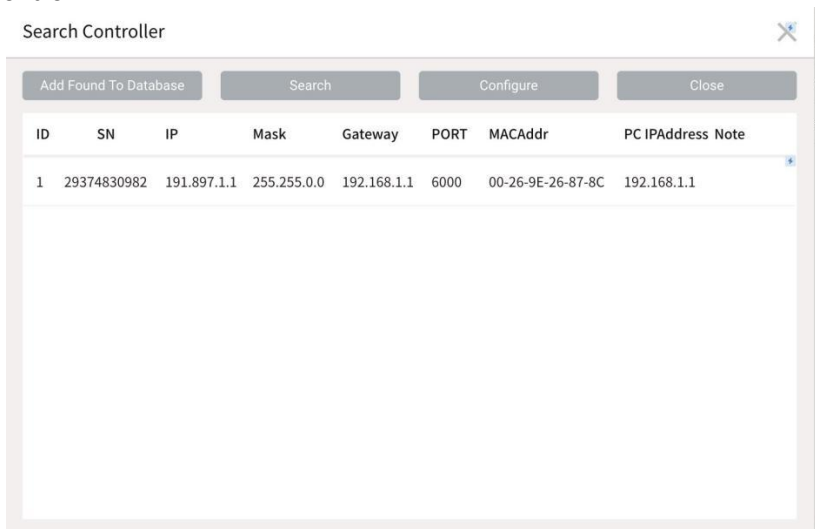 Search Controller
Add Found To Database Search Configure Close
ID SN IP Mask Gateway PORT MACAddr PC IPAddress Note
1 29374830982 191.897.1.1 255.255.0.0 192.168.1.1 6000 00-26-9E-26-87-8C 192.168.1.1